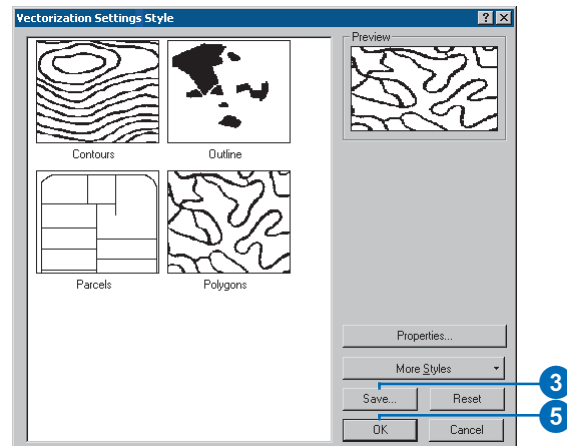 Vectorization Settings Style
Preview
Contours
Outline
Parcels
Polygons
Properties...
More Styles
3
Save...
Reset
5
OK
Cancel